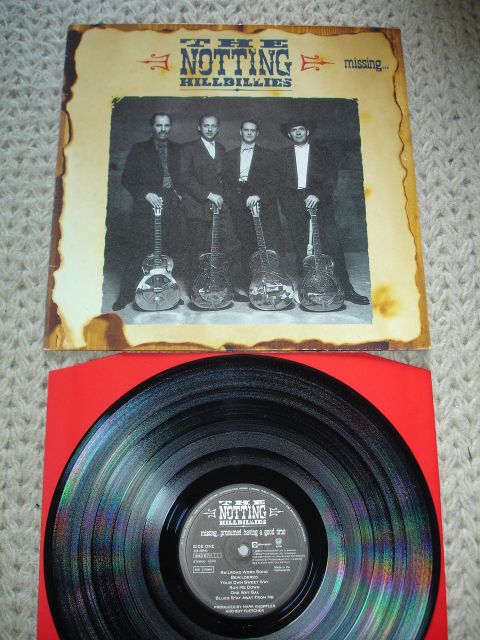 THE
NOTTING
HILLBILLIES
missing...
THE
NOTTING
HILLBILLIES
missing...presumed having a good time
SIDE ONE
STEREO
RAILROAD WORK SONG
BEWILDERED
YOUR OWN SWEET WAY
RUN ME DOWN
ONE WAY GAL
BLUES STAY AWAY FROM ME
PRODUCED BY MARK KNOPFLER
AND GUY FLETCHER